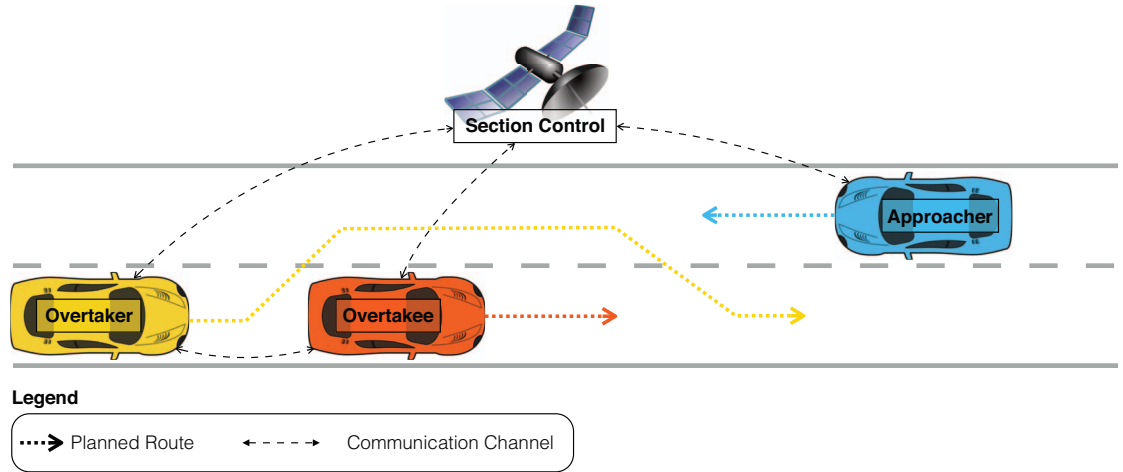 Section Control
Approacher
Overtaker
Overtakee
Legend
Planned Route
Communication Channel